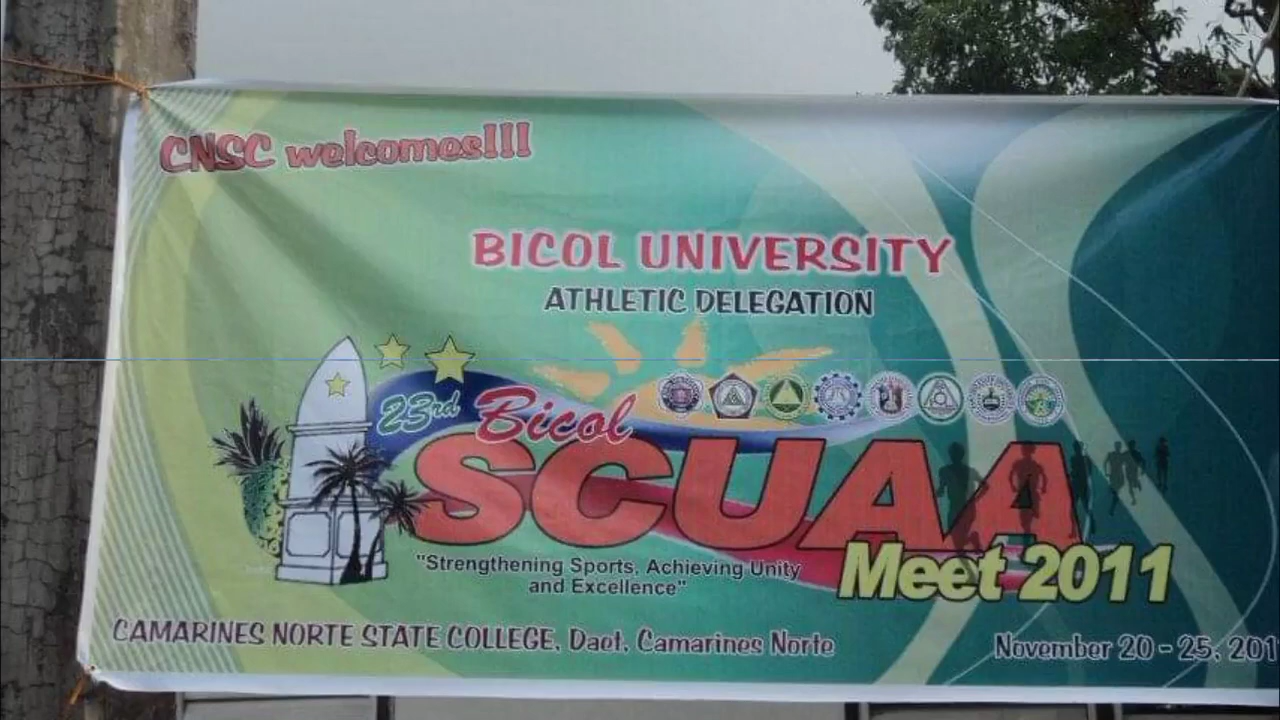 CNSC welcomes!!!
BICOL UNIVERSITY
ATHLETIC DELEGATION
23rd Bicol
SCUAA
Meet 2011
"Strengthening Sports, Achieving Unity
and Excellence"
CAMARINES NORTE STATE COLLEGE, Daet, Camarines Norte
November 20 - 25, 201